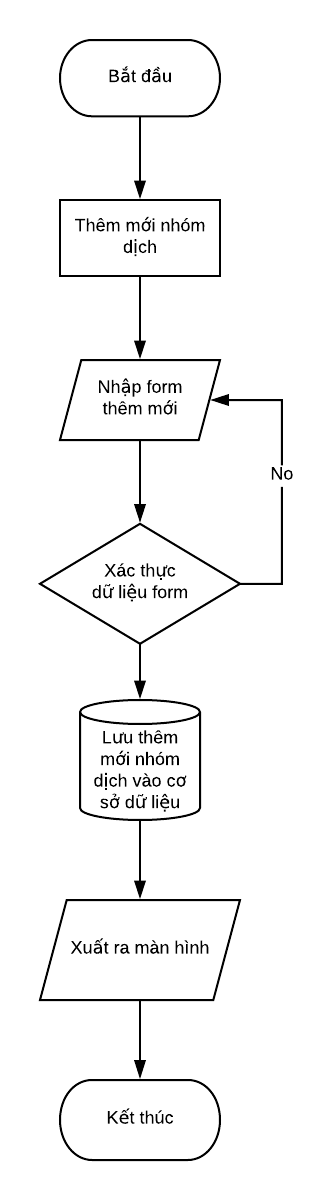 Bắt đầu
Thêm mới nhóm
dịch
Nhập form
thêm mới
No
Xác thực
dữ liệu form
Lưu thêm
mới nhóm
dịch vào cơ
sở dữ liệu
Xuất ra màn hình
Kết thúc